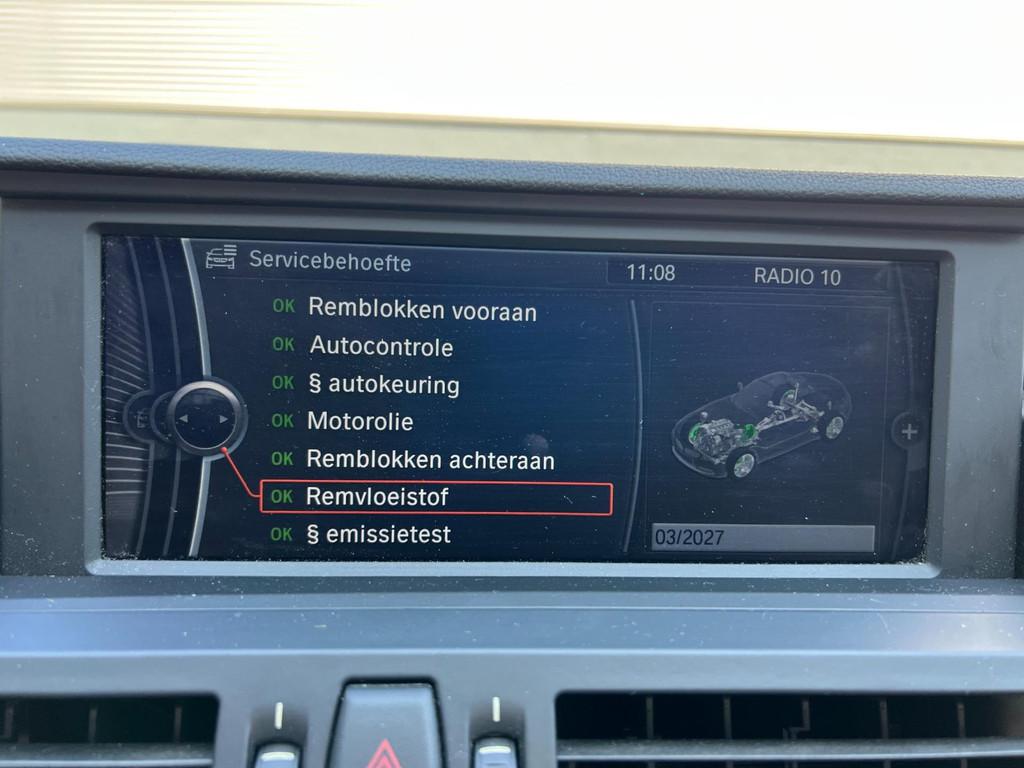 Servicebehoefte
11:08
RADIO 10
OK Remblokken vooraan
OK Autocontrole
OK § autokeuring
OK Motorolie
OK Remblokken achteraan
OK Remvloeistof
OK § emissietest
03/2027